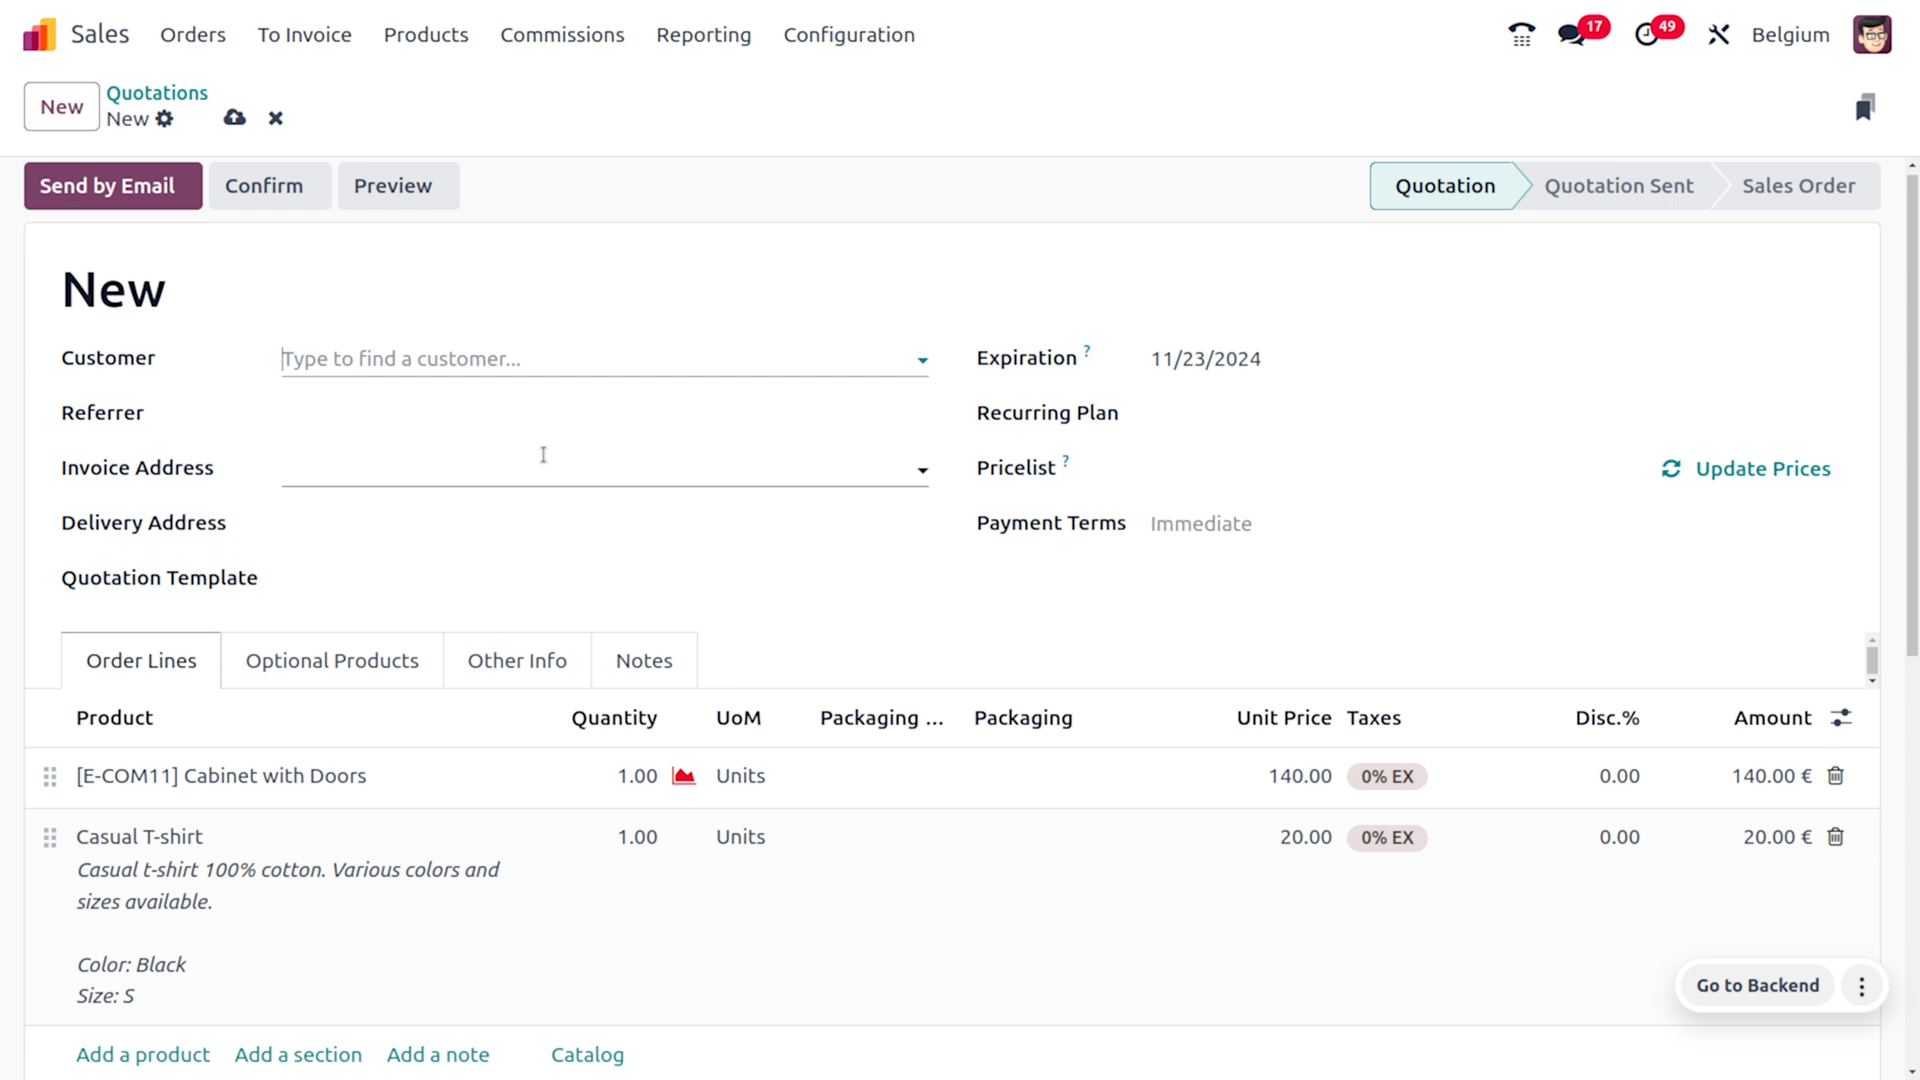 Sales Orders To Invoice Products Commissions Reporting Configuration 17 49 Belgium
New Quotations
New
Send by Email Confirm Preview Quotation Quotation Sent Sales Order
New
Customer Type to find a customer... Expiration ? 11/23/2024
Referrer Recurring Plan
Invoice Address Pricelist ? Update Prices
Delivery Address Payment Terms Immediate
Quotation Template
Order Lines Optional Products Other Info Notes
Product Quantity UoM Packaging ... Packaging Unit Price Taxes Disc.% Amount
[E-COM11] Cabinet with Doors 1.00 Units 140.00 0% EX 0.00 140.00 €
Casual T-shirt 1.00 Units 20.00 0% EX 0.00 20.00 €
Casual t-shirt 100% cotton. Various colors and
sizes available.
Color: Black
Size: S
Go to Backend
Add a product Add a section Add a note Catalog